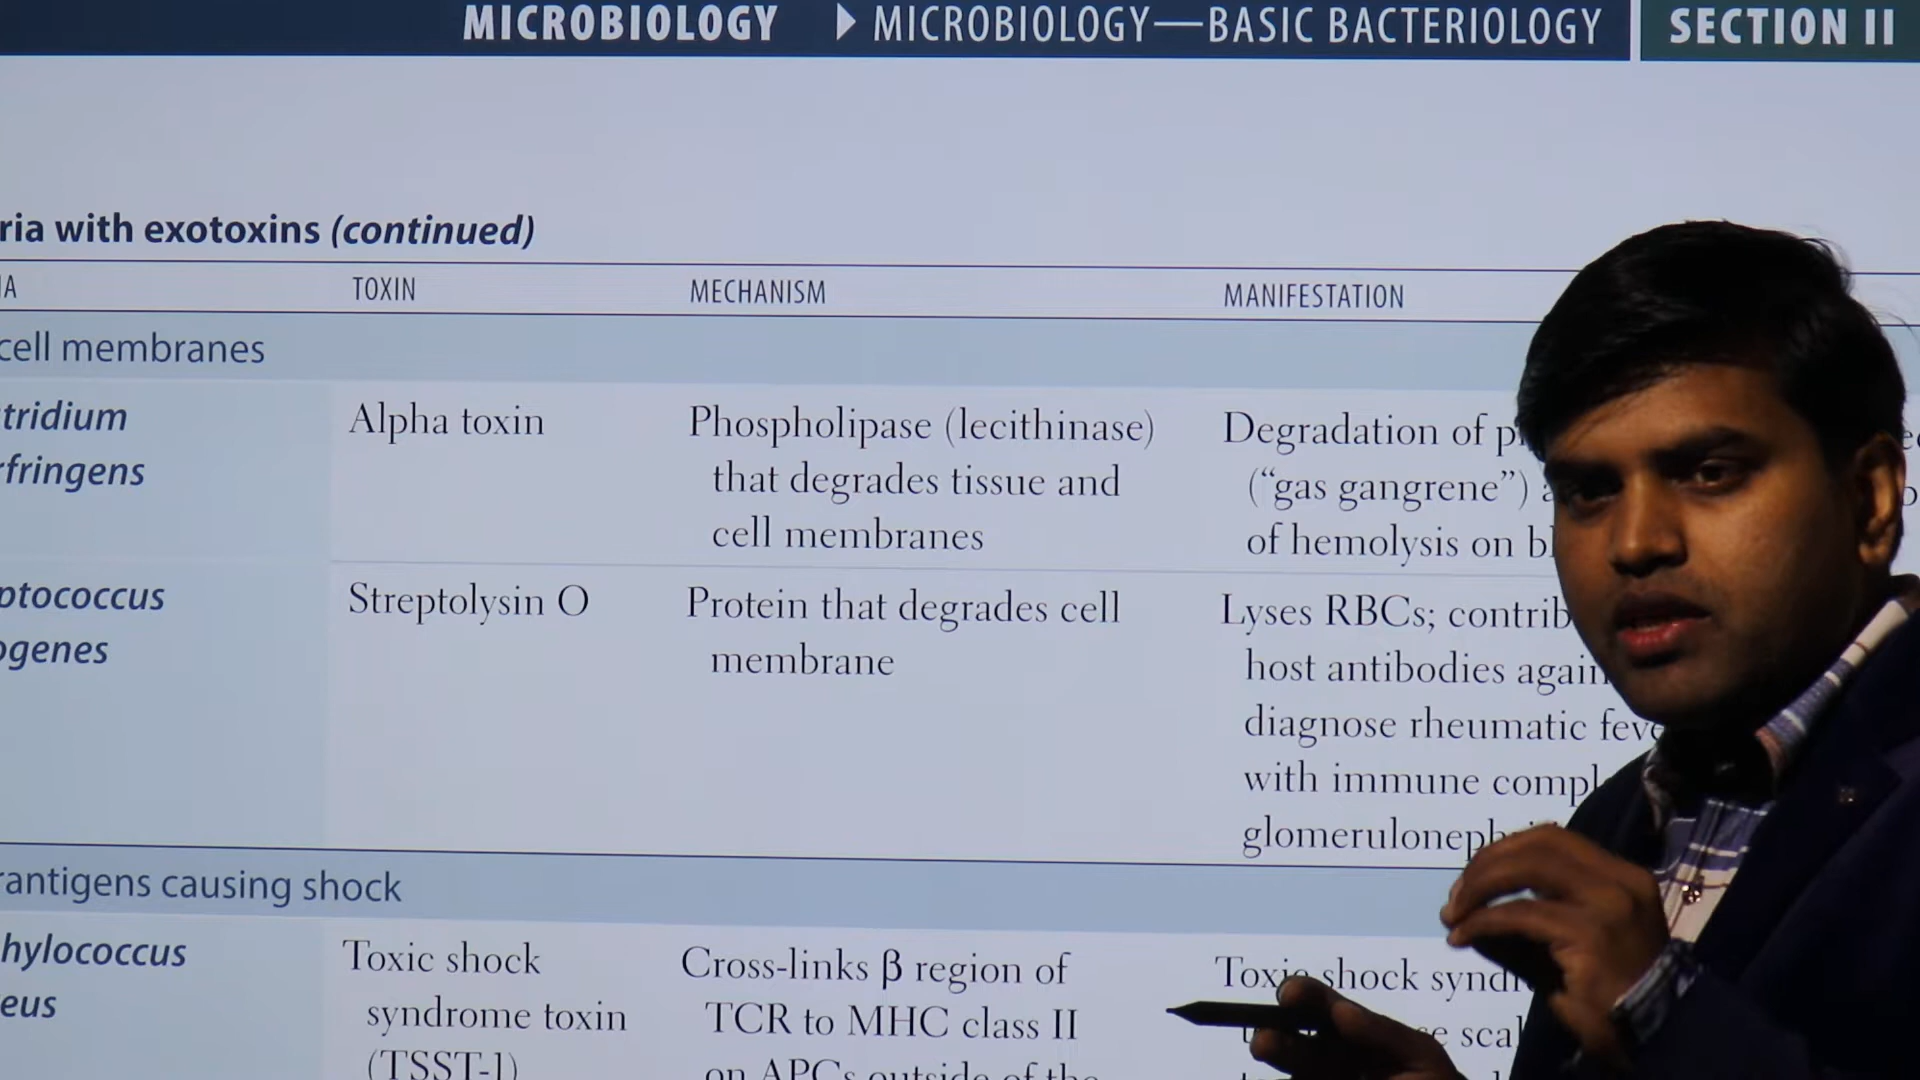 MICROBIOLOGY ▶ MICROBIOLOGY—BASIC BACTERIOLOGY SECTION II
ria with exotoxins (continued)
IA TOXIN MECHANISM MANIFESTATION
cell membranes
tridium Alpha toxin Phospholipase (lecithinase) Degradation of
rfringens that degrades tissue and ("gas gangrene")
cell membranes of hemolysis on
ptococcus Streptolysin O Protein that degrades cell Lyses RBCs; contrib
ogenes membrane host antibodies again
diagnose rheumatic feve
with immune compl
glomeruloneph
rantigens causing shock
hylococcus Toxic shock Cross-links β region of Toxic shock synd
eus syndrome toxin TCR to MHC class II scal
(TSST-1) on APCs outside of the